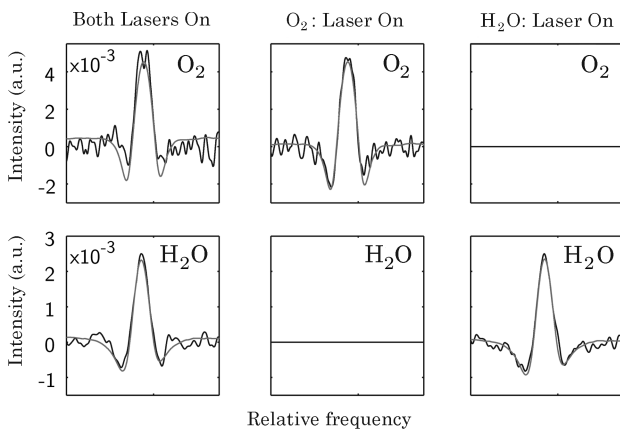 Both Lasers On
O₂: Laser On
H₂O: Laser On
Intensity (a.u.)
×10⁻³
4
2
0
-2
O₂
O₂
O₂
Intensity (a.u.)
×10⁻³
3
2
1
0
-1
H₂O
H₂O
H₂O
Relative frequency